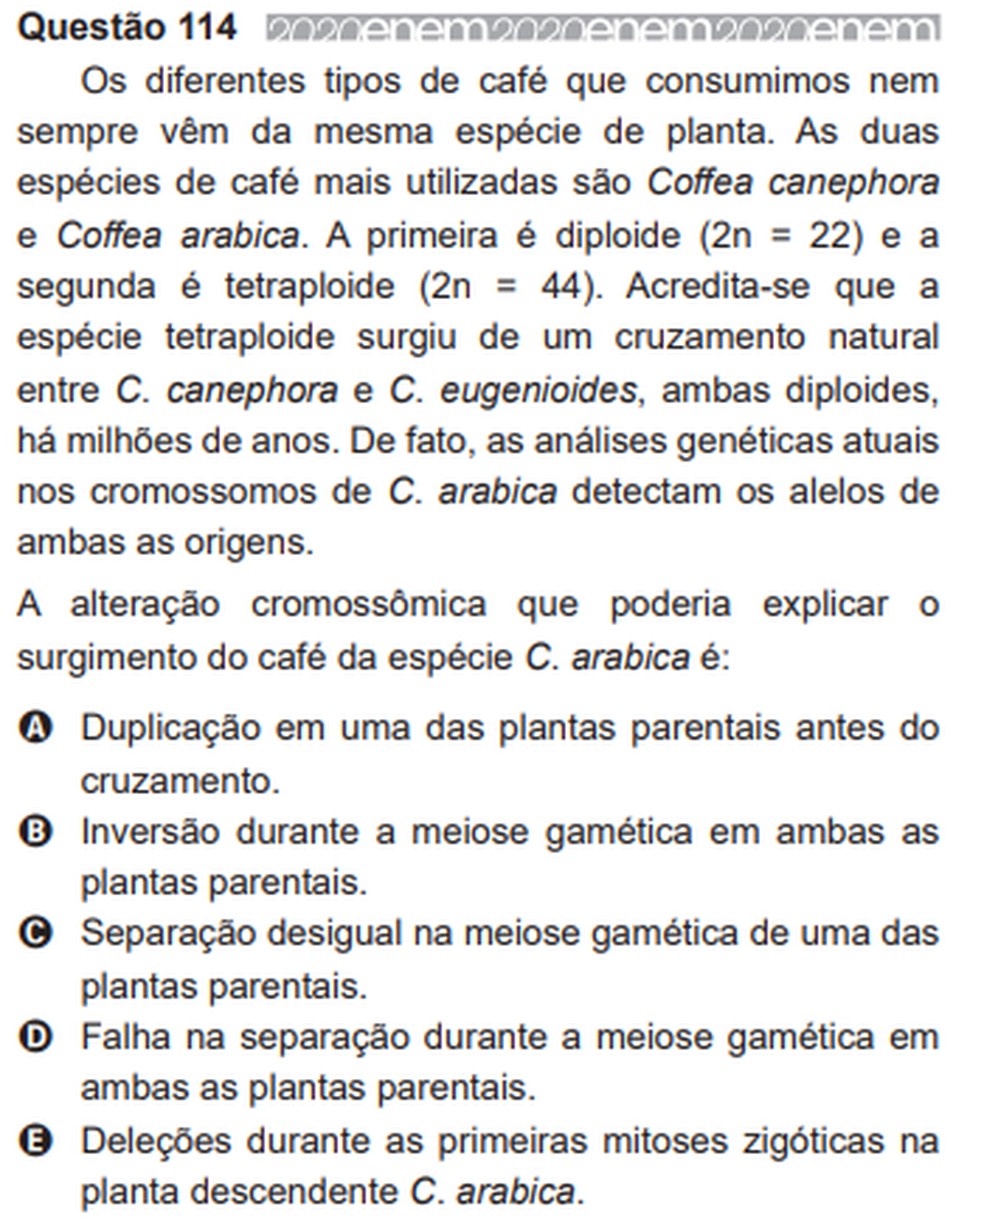 Questão 114 2020enem2020enem2020enem
Os diferentes tipos de café que consumimos nem
sempre vêm da mesma espécie de planta. As duas
espécies de café mais utilizadas são Coffea canephora
e Coffea arabica. A primeira é diploide (2n = 22) e a
segunda é tetraploide (2n = 44). Acredita-se que a
espécie tetraploide surgiu de um cruzamento natural
entre C. canephora e C. eugenioides, ambas diploides,
há milhões de anos. De fato, as análises genéticas atuais
nos cromossomos de C. arabica detectam os alelos de
ambas as origens.
A alteração cromossômica que poderia explicar o
surgimento do café da espécie C. arabica é:
A Duplicação em uma das plantas parentais antes do
cruzamento.
B Inversão durante a meiose gamética em ambas as
plantas parentais.
C Separação desigual na meiose gamética de uma das
plantas parentais.
D Falha na separação durante a meiose gamética em
ambas as plantas parentais.
E Deleções durante as primeiras mitoses zigóticas na
planta descendente C. arabica.